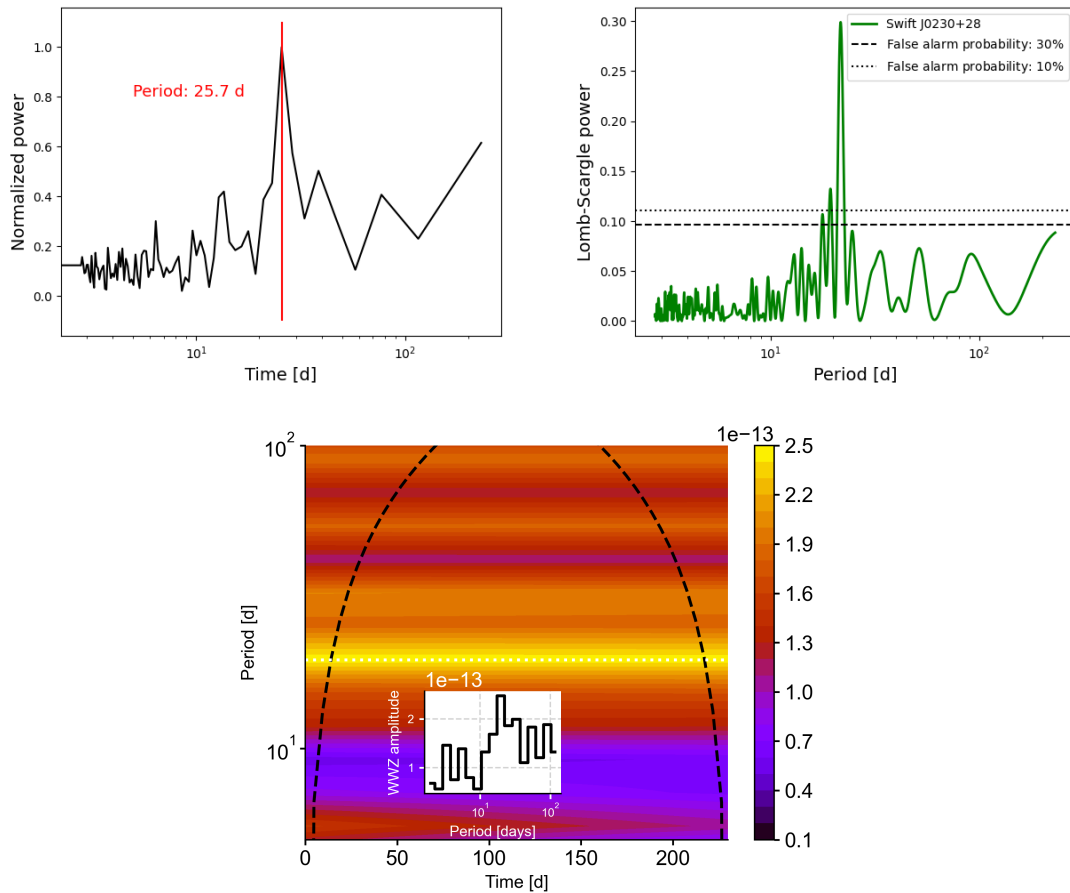 Normalized power
1.0
0.8
0.6
0.4
0.2
0.0
Period: 25.7 d
10¹
10²
Time [d]
Lomb-Scargle power
0.30
0.25
0.20
0.15
0.10
0.05
0.00
Swift J0230+28
False alarm probability: 30%
False alarm probability: 10%
10¹
10²
Period [d]
1e−13
10²
10¹
Period [d]
1e−13
WWZ amplitude
2
1
10¹
10²
Period [days]
0
50
100
150
200
Time [d]
2.5
2.2
1.9
1.6
1.3
1.0
0.7
0.4
0.1